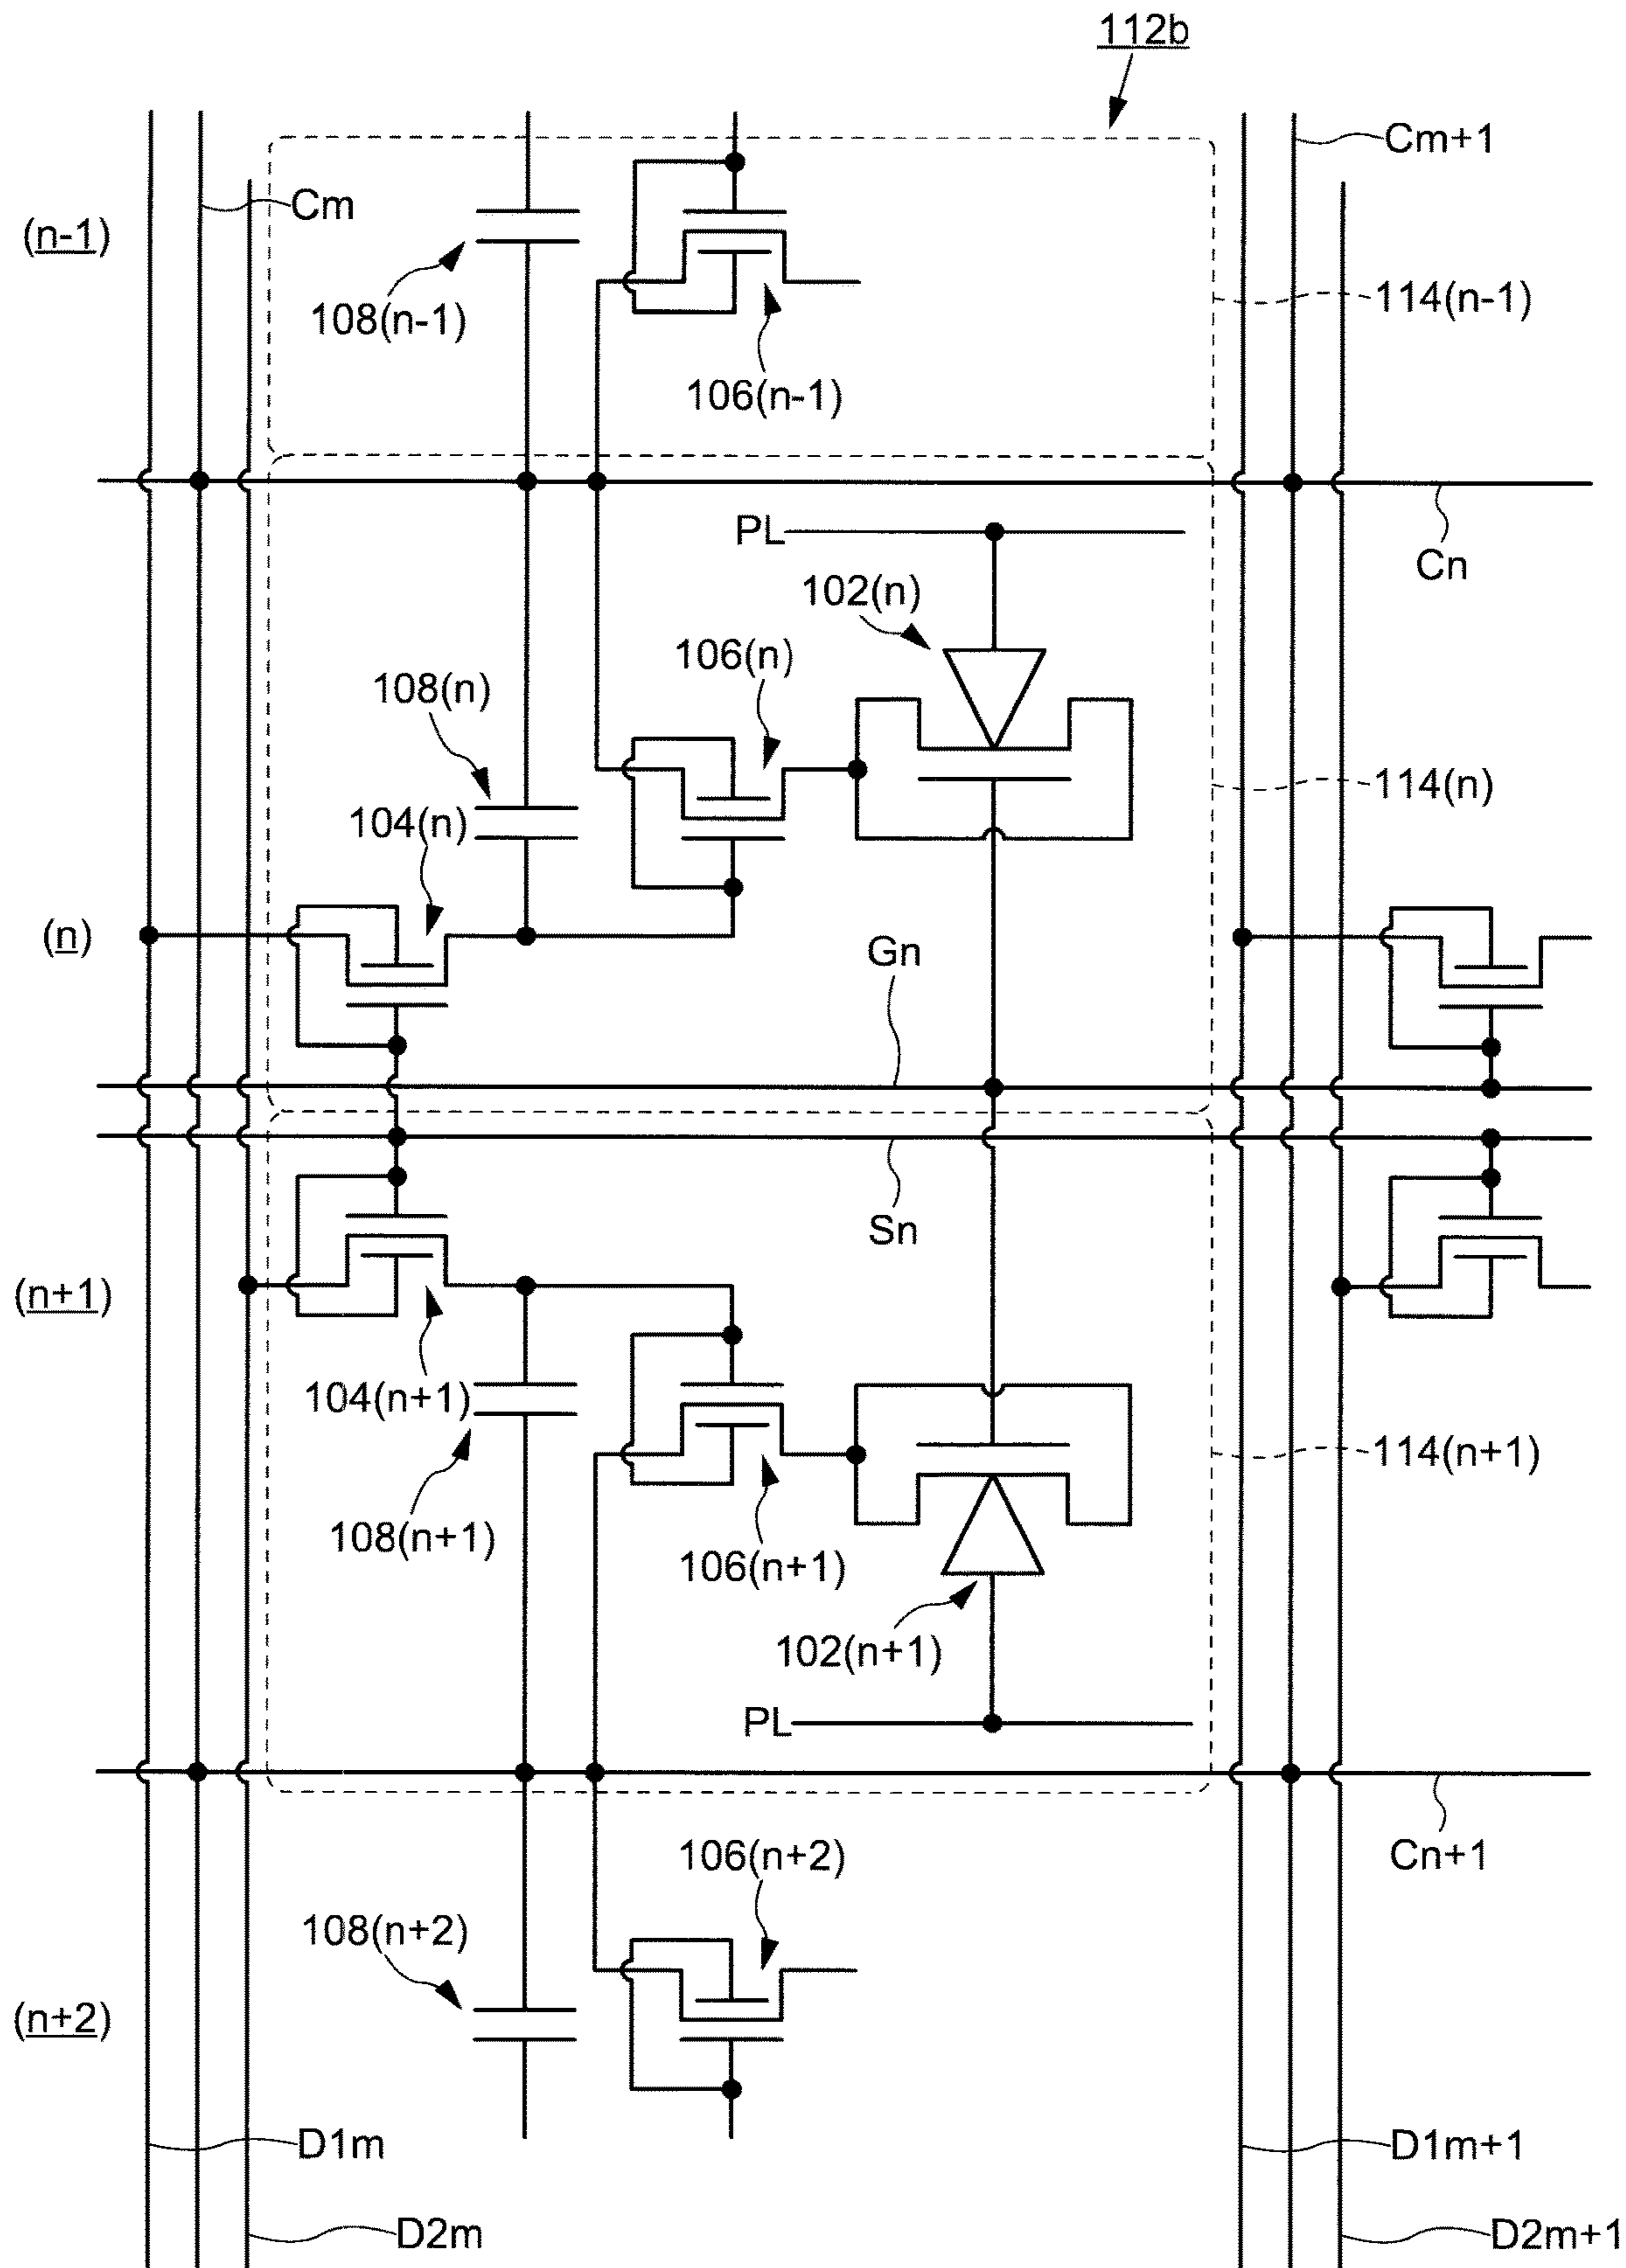 112b
Cm+1
Cm
(n-1)
114(n-1)
108(n-1)
106(n-1)
PL
Cn
102(n)
106(n)
108(n)
114(n)
104(n)
(n)
Gn
Sn
(n+1)
104(n+1)
114(n+1)
108(n+1)
106(n+1)
102(n+1)
PL
106(n+2)
Cn+1
108(n+2)
(n+2)
D1m
D1m+1
D2m
D2m+1